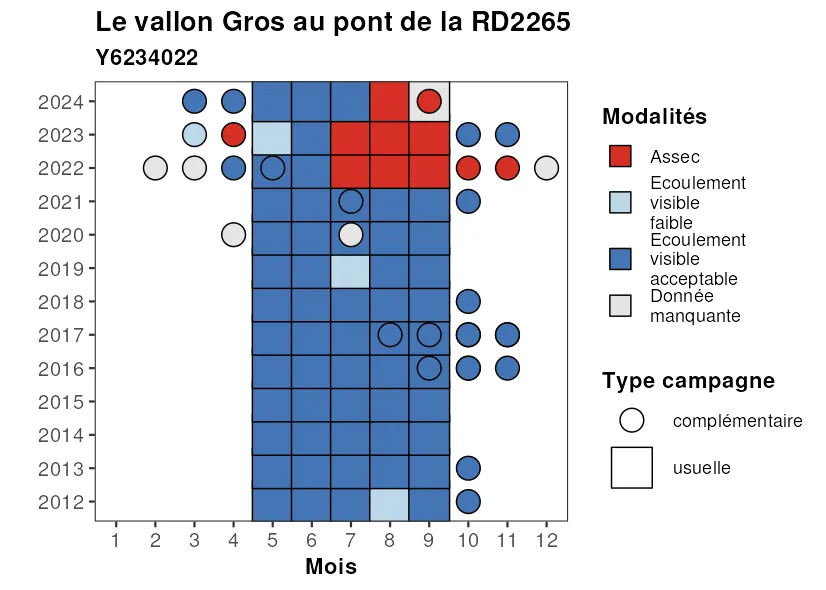 Le vallon Gros au pont de la RD2265
Y6234022
2024
2023
2022
2021
2020
2019
2018
2017
2016
2015
2014
2013
2012
1 2 3 4 5 6 7 8 9 10 11 12
Mois
Modalités
Assec
Ecoulement
visible
faible
Ecoulement
visible
acceptable
Donnée
manquante
Type campagne
complémentaire
usuelle